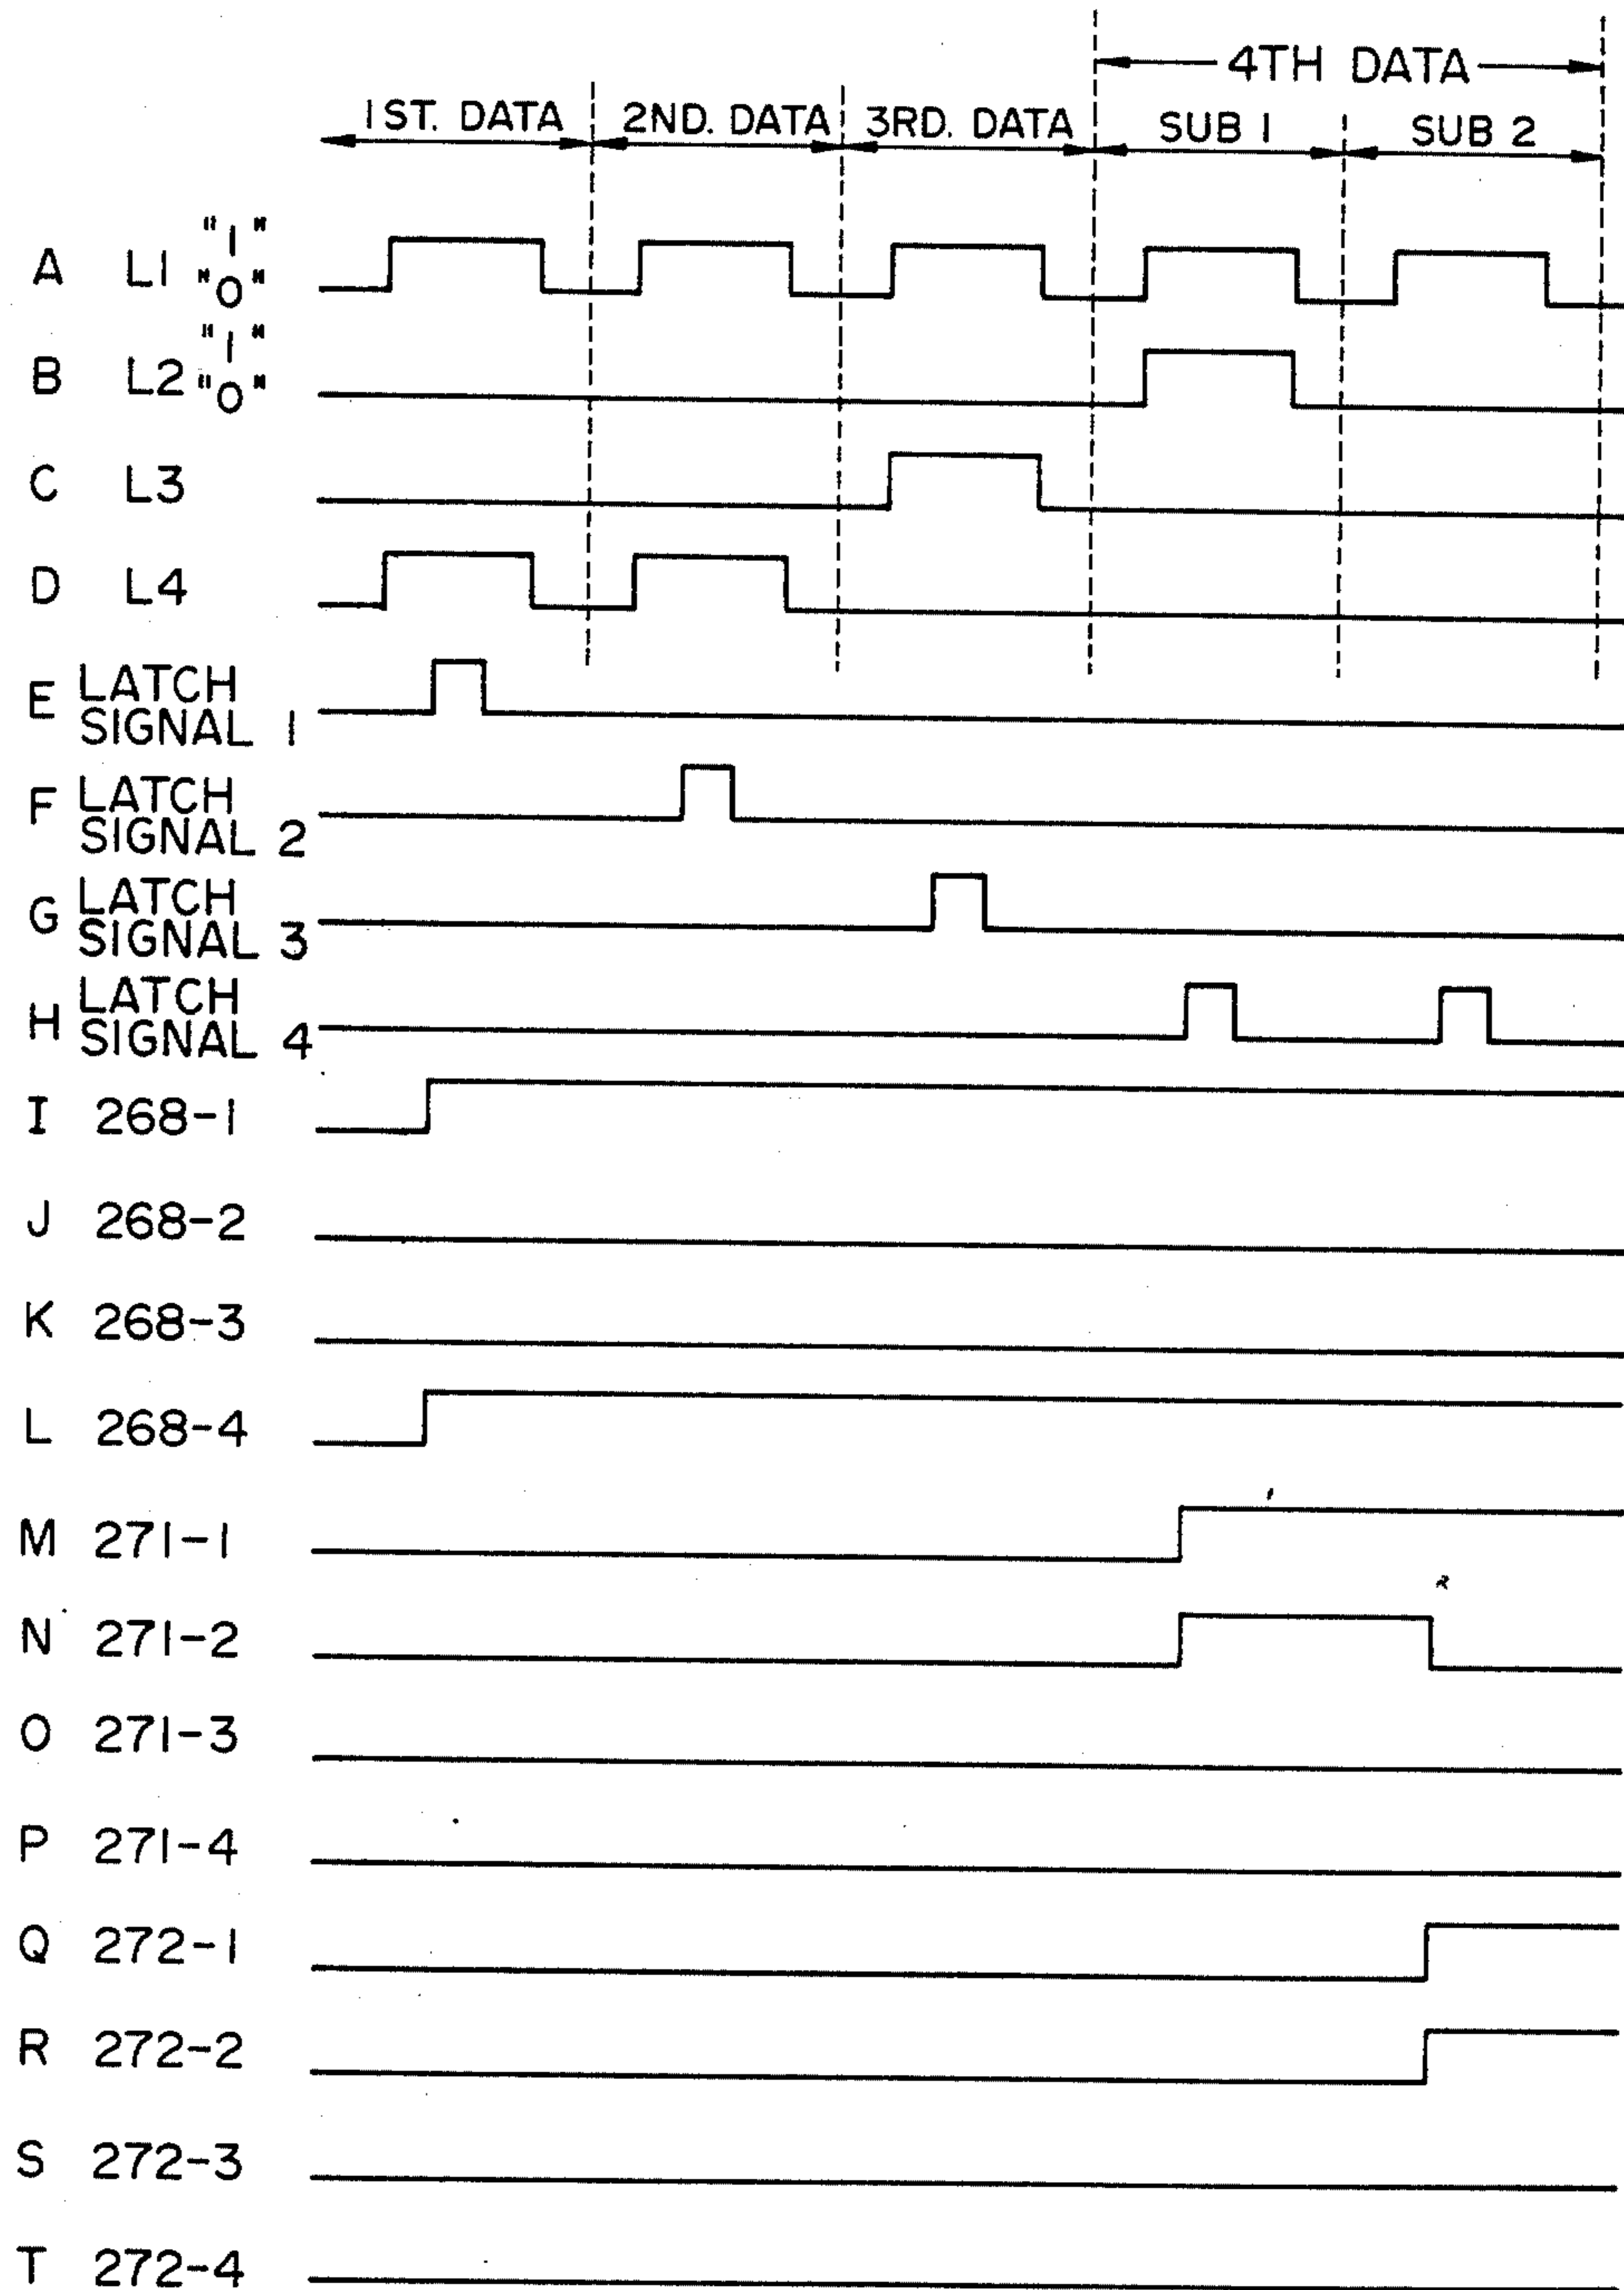 4TH DATA
1ST. DATA 2ND. DATA 3RD. DATA SUB 1 SUB 2
A L1 "1" "0"
B L2 "1" "0"
C L3
D L4
E LATCH SIGNAL 1
F LATCH SIGNAL 2
G LATCH SIGNAL 3
H LATCH SIGNAL 4
I 268-1
J 268-2
K 268-3
L 268-4
M 271-1
N 271-2
O 271-3
P 271-4
Q 272-1
R 272-2
S 272-3
T 272-4